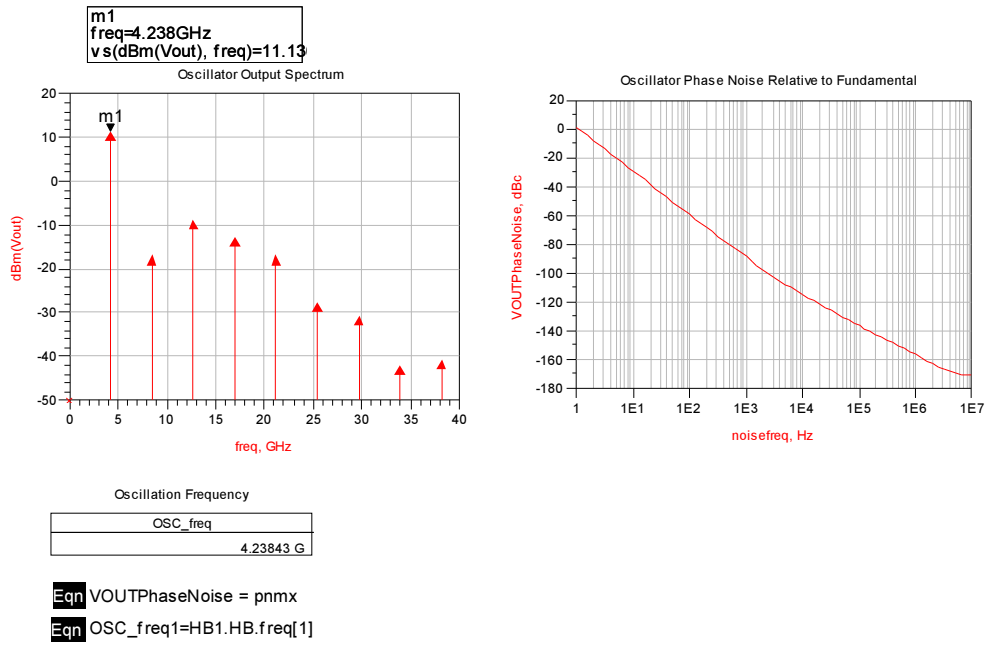 m1
freq=4.238GHz
vs(dBm(Vout), freq)=11.13
Oscillator Output Spectrum
m1
20
10
0
-10
-20
-30
-40
-50
dBm(Vout)
0 5 10 15 20 25 30 35 40
freq, GHz
Oscillator Phase Noise Relative to Fundamental
20
0
-20
-40
-60
-80
-100
-120
-140
-160
-180
VOUTPhaseNoise, dBc
1 1E1 1E2 1E3 1E4 1E5 1E6 1E7
noisefreq, Hz
Oscillation Frequency
OSC_freq
4.23843 G
Eqn VOUTPhaseNoise = pnmx
Eqn OSC_freq1=HB1.HB.freq[1]